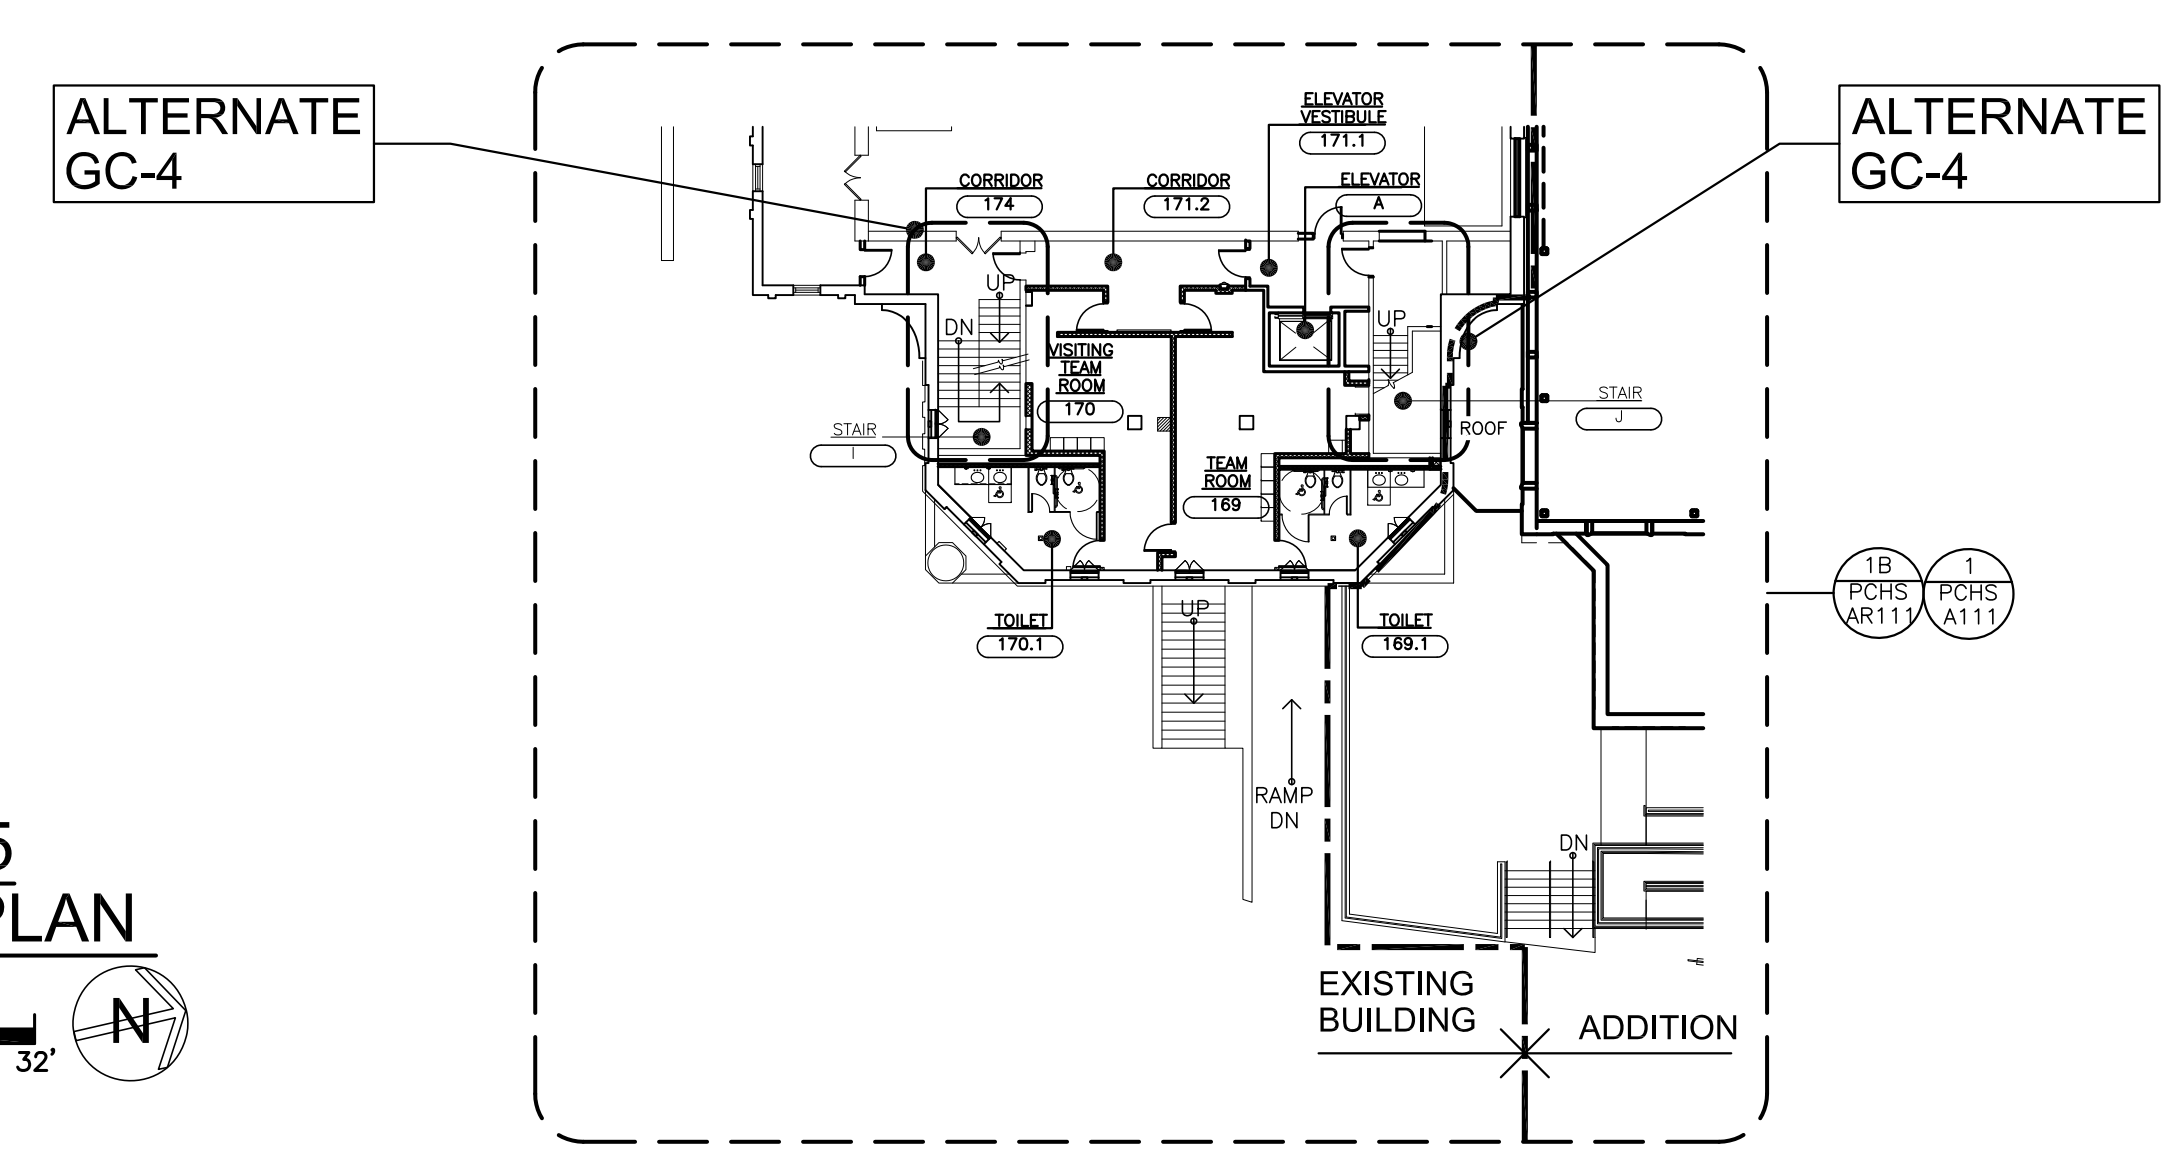 ALTERNATE
GC-4
ALTERNATE
GC-4
ELEVATOR
VESTIBULE
171.1
CORRIDOR
174
CORRIDOR
171.2
ELEVATOR
A
UP
DN
UP
VISITING
TEAM
ROOM
170
STAIR
I
STAIR
J
ROOF
TEAM
ROOM
169
TOILET
170.1
UP
TOILET
169.1
1B
PCHS
AR111
1
PCHS
A111
RAMP
DN
DN
5
PLAN
N
32'
EXISTING
BUILDING
ADDITION